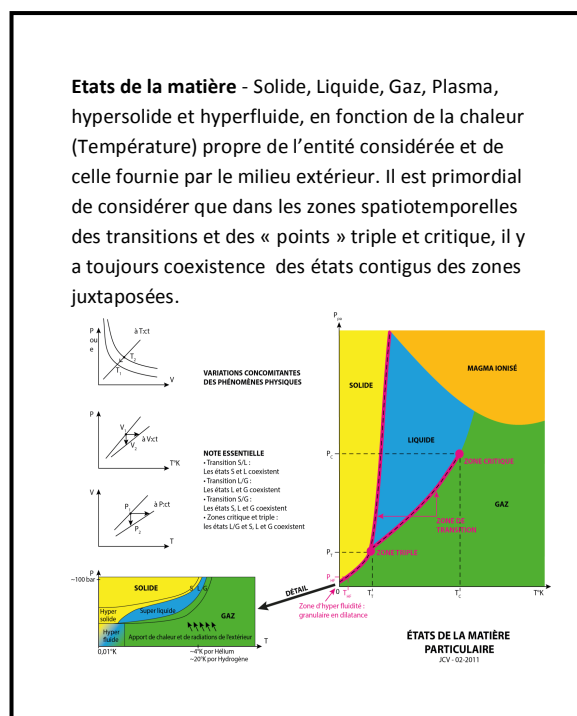 Etats de la matière - Solide, Liquide, Gaz, Plasma,
hypersolide et hyperfluide, en fonction de la chaleur
(Température) propre de l’entité considérée et de
celle fournie par le milieu extérieur. Il est primordial
de considérer que dans les zones spatiotemporelles
des transitions et des « points » triple et critique, il y
a toujours coexistence des états contigus des zones
juxtaposées.
P
ou
e
à T:ct
T2
T1
V
VARIATIONS CONCOMITANTES
DES PHÉNOMÈNES PHYSIQUES
P
V1
à V:ct
V2
T°K
NOTE ESSENTIELLE
• Transition S/L :
Les états S et L coexistent
• Transition L/G :
Les états L et G coexistent
• Transition S/G :
Les états S, L et G coexistent
• Zones critique et triple :
les états L/G et S, L et G coexistent
V
P1
à P:ct
P2
T
P
~100 bar
SOLIDE
S L G
Super liquide
Hyper
solide
GAZ
Hyper
fluide
Apport de chaleur et de radiations de l’extérieur
T
0,01°K
~4°K por Hélium
~20°K por Hydrogène
DÉTAIL
MAGMA IONISÉ
SOLIDE
LIQUIDE
PC
ZONE CRITIQUE
GAZ
ZONE DE
TRANSITION
ZONE TRIPLE
0
T°K
Zone d’hyper fluidité :
granulaire en dilatance
ÉTATS DE LA MATIÈRE
PARTICULAIRE
JCV - 02-2011